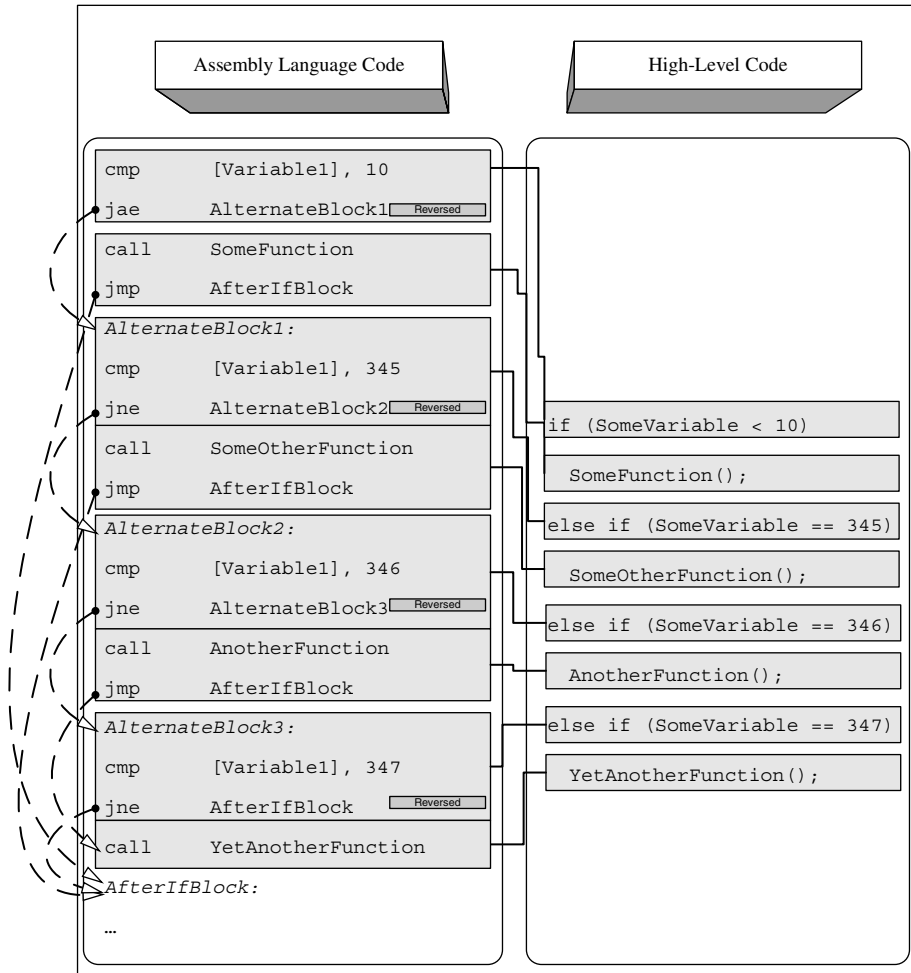 Assembly Language Code
High-Level Code
cmp [Variable1], 10
jae AlternateBlock1 Reversed
call SomeFunction
jmp AfterIfBlock
AlternateBlock1:
cmp [Variable1], 345
jne AlternateBlock2 Reversed
call SomeOtherFunction
jmp AfterIfBlock
AlternateBlock2:
cmp [Variable1], 346
jne AlternateBlock3 Reversed
call AnotherFunction
jmp AfterIfBlock
AlternateBlock3:
cmp [Variable1], 347
jne AfterIfBlock Reversed
call YetAnotherFunction
AfterIfBlock:
…
if (SomeVariable < 10)
SomeFunction();
else if (SomeVariable == 345)
SomeOtherFunction();
else if (SomeVariable == 346)
AnotherFunction();
else if (SomeVariable == 347)
YetAnotherFunction();